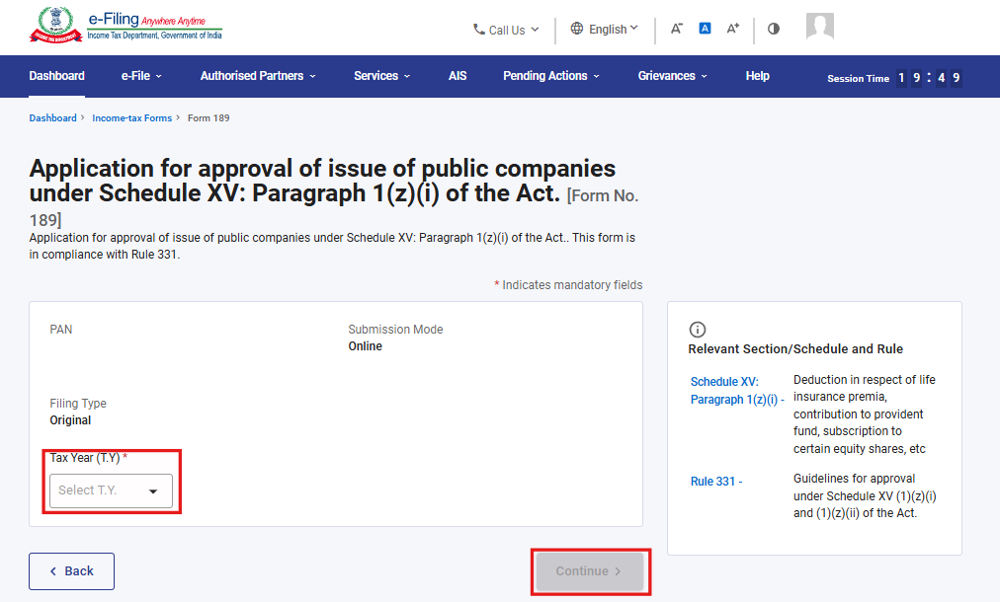 e-Filing Anywhere Anytime
Income Tax Department, Government of India
Call Us
English
A-
A
A+
Dashboard
e-File
Authorised Partners
Services
AIS
Pending Actions
Grievances
Help
Session Time 1 9 : 4 9
Dashboard > Income-tax Forms > Form 189
Application for approval of issue of public companies
under Schedule XV: Paragraph 1(z)(i) of the Act. [Form No.
189]
Application for approval of issue of public companies under Schedule XV: Paragraph 1(z)(i) of the Act.. This form is
in compliance with Rule 331.
* Indicates mandatory fields
PAN
Submission Mode
Online
Filing Type
Original
Tax Year (T.Y) *
Select T.Y.
Relevant Section/Schedule and Rule
Schedule XV: Deduction in respect of life
Paragraph 1(z)(i) - insurance premia,
contribution to provident
fund, subscription to
certain equity shares, etc
Rule 331 - Guidelines for approval
under Schedule XV (1)(z)(i)
and (1)(z)(ii) of the Act.
< Back
Continue >